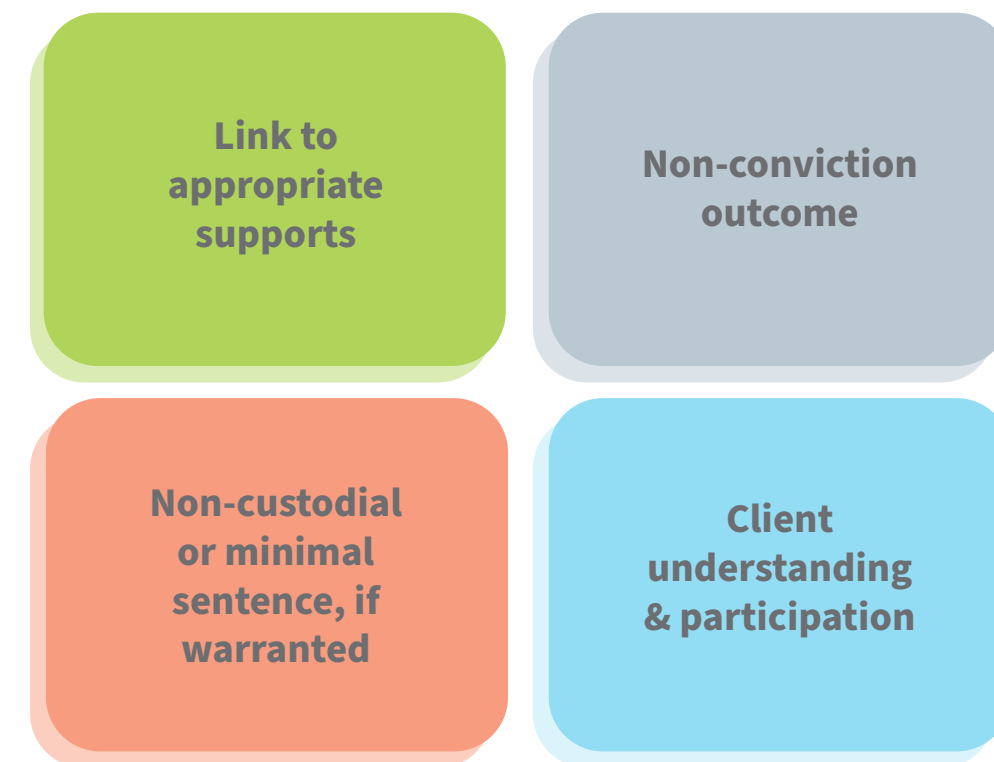 Link to
appropriate
supports
Non-conviction
outcome
Non-custodial
or minimal
sentence, if
warranted
Client
understanding
& participation